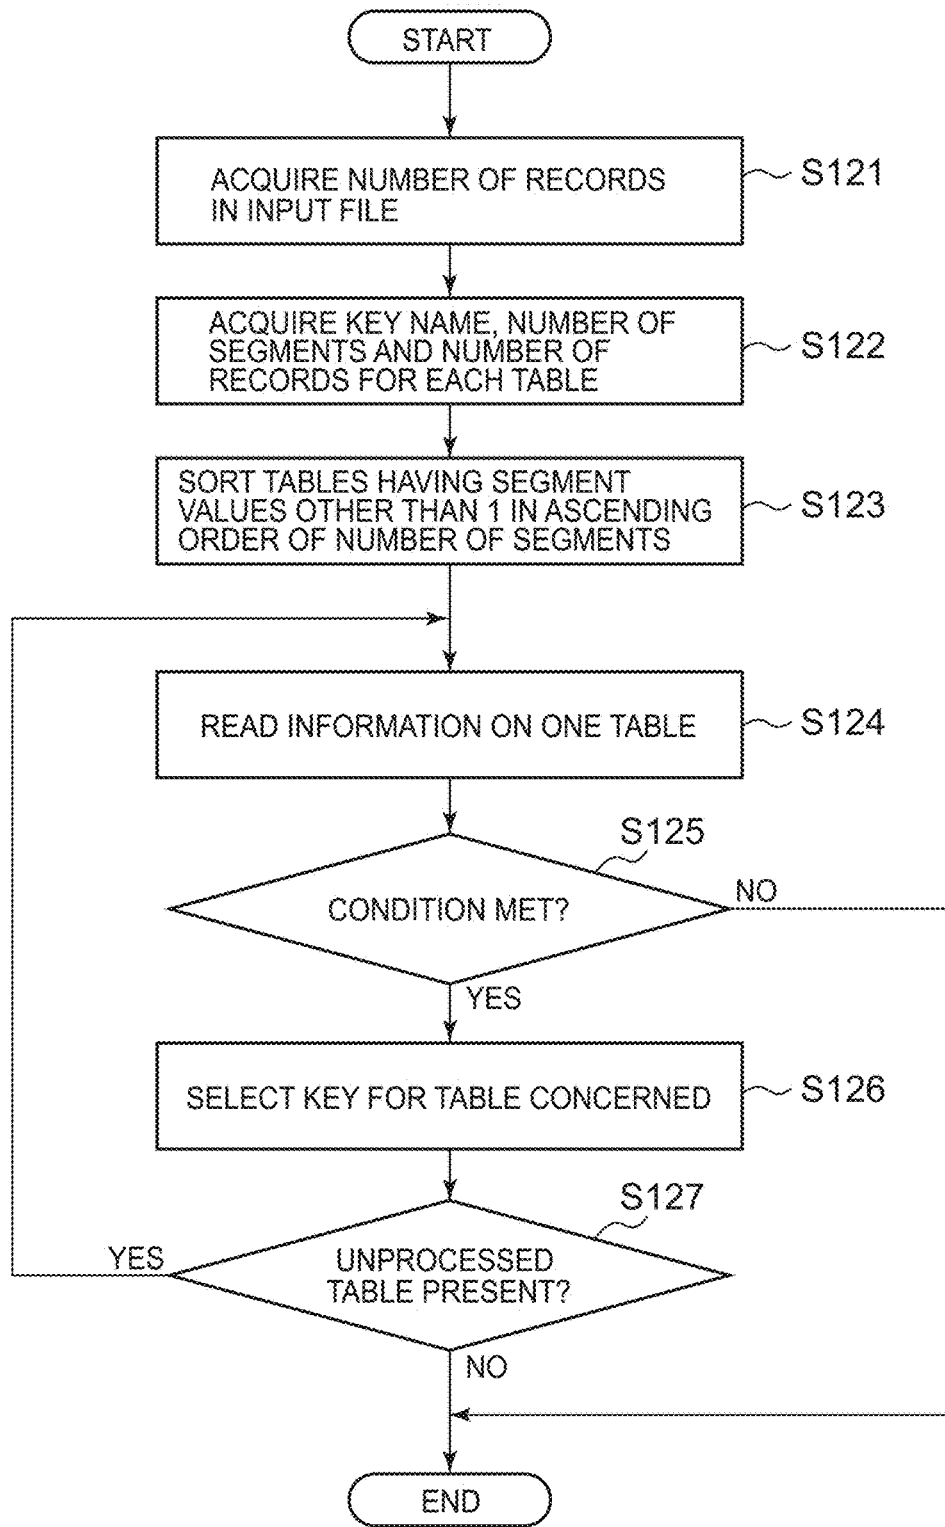 START
ACQUIRE NUMBER OF RECORDS
IN INPUT FILE
S121
ACQUIRE KEY NAME, NUMBER OF
SEGMENTS AND NUMBER OF
RECORDS FOR EACH TABLE
S122
SORT TABLES HAVING SEGMENT
VALUES OTHER THAN 1 IN ASCENDING
ORDER OF NUMBER OF SEGMENTS
S123
READ INFORMATION ON ONE TABLE
S124
S125
CONDITION MET?
NO
YES
SELECT KEY FOR TABLE CONCERNED
S126
S127
YES
UNPROCESSED
TABLE PRESENT?
NO
END